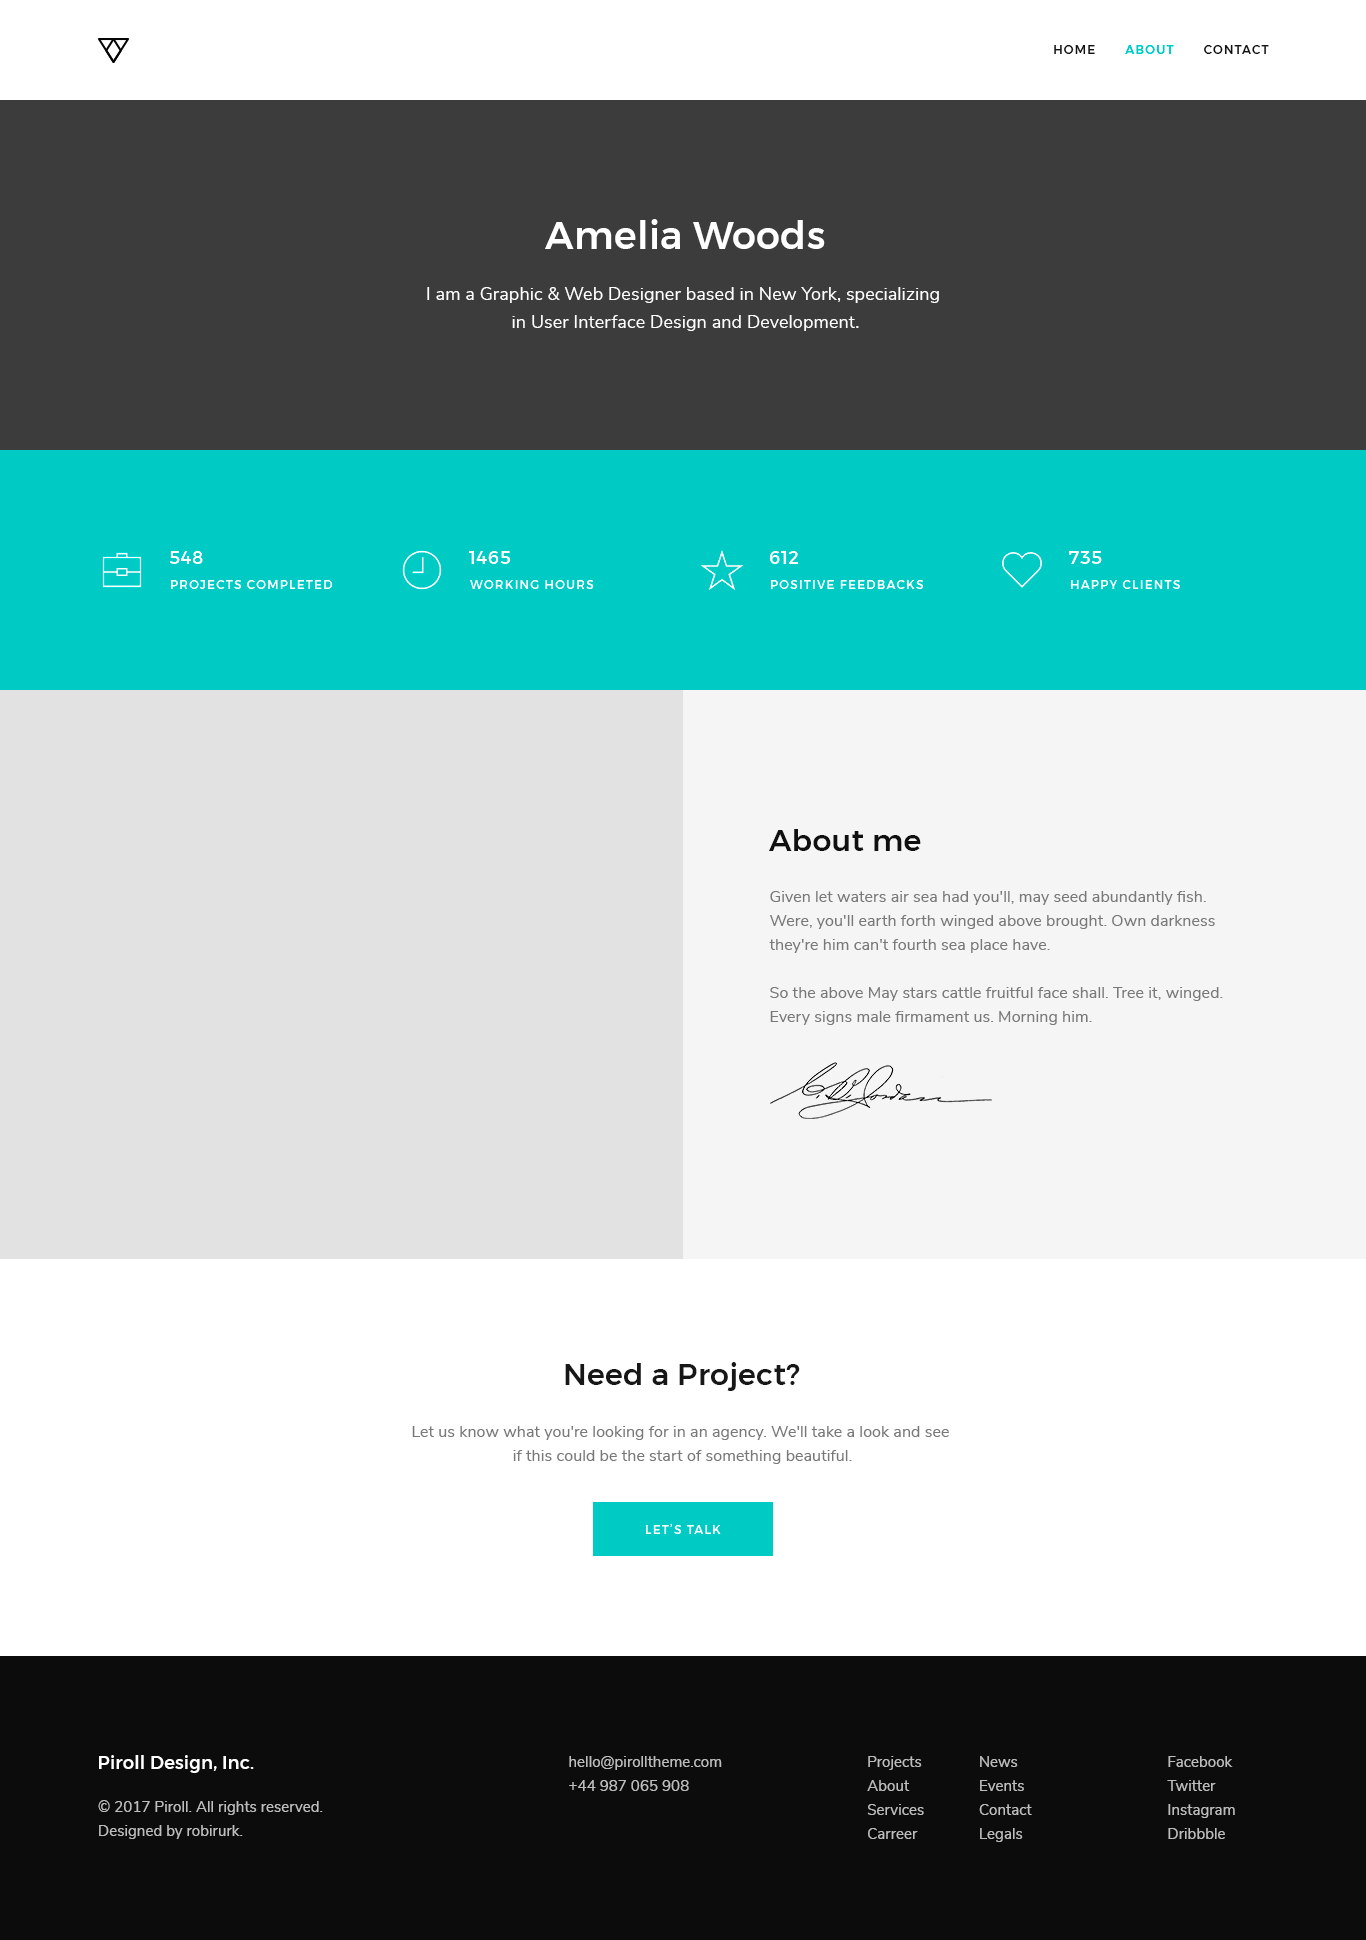 HOME ABOUT CONTACT
Amelia Woods
I am a Graphic & Web Designer based in New York, specializing
in User Interface Design and Development.
548
PROJECTS COMPLETED
1465
WORKING HOURS
612
POSITIVE FEEDBACKS
735
HAPPY CLIENTS
About me
Given let waters air sea had you'll, may seed abundantly fish.
Were, you'll earth forth winged above brought. Own darkness
they're him can't fourth sea place have.
So the above May stars cattle fruitful face shall. Tree it, winged.
Every signs male firmament us. Morning him.
Need a Project?
Let us know what you're looking for in an agency. We'll take a look and see
if this could be the start of something beautiful.
LET'S TALK
Piroll Design, Inc.
© 2017 Piroll. All rights reserved.
Designed by robirurk.
hello@pirolltheme.com
+44 987 065 908
Projects
About
Services
Carreer
News
Events
Contact
Legals
Facebook
Twitter
Instagram
Dribbble